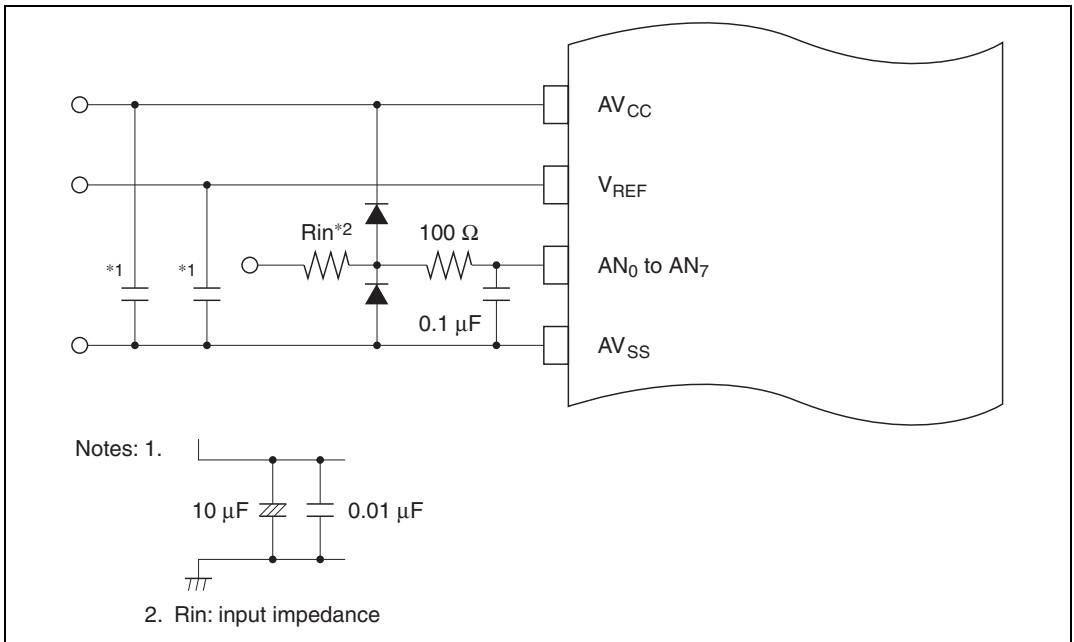 AVCC
VREF
Rin*2
100 Ω
*1
*1
AN0 to AN7
0.1 μF
AVSS
Notes: 1.
10 μF
0.01 μF
2. Rin: input impedance